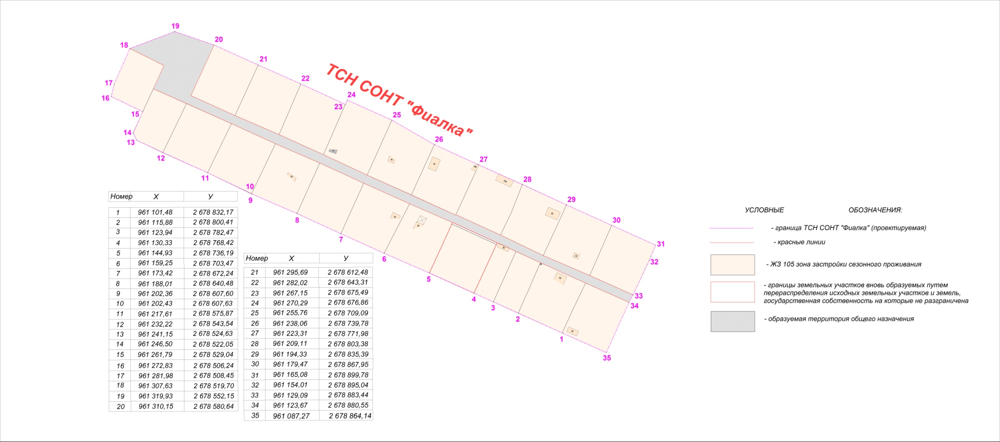 19
20
18
21
22
17
24
16
23
15
25
14
13
26
12
27
11
28
10
9
29
8
30
7
31
6
32
5
33
4
34
3
2
1
35
ТСН СОНТ "Фиалка"
Н
Ж
Ж
Ж
2Ж
2Ж
Ж
Ж
Ж
Ж
Ж
Ж
Ж
Ж
Номер Х У
1 961 101,48 2 678 832,17
2 961 115,88 2 678 800,41
3 961 123,94 2 678 782,47
4 961 130,33 2 678 768,42
5 961 144,93 2 678 736,19
6 961 159,25 2 678 703,47
7 961 173,42 2 678 672,24
8 961 188,01 2 678 640,48
9 961 202,36 2 678 607,60
10 961 202,43 2 678 607,63
11 961 217,61 2 678 575,87
12 961 232,22 2 678 543,54
13 961 241,15 2 678 524,63
14 961 246,50 2 678 522,05
15 961 261,79 2 678 529,04
16 961 272,83 2 678 506,24
17 961 281,98 2 678 508,45
18 961 307,63 2 678 519,70
19 961 319,93 2 678 552,15
20 961 310,15 2 678 580,64
Номер Х У
21 961 295,69 2 678 612,48
22 961 282,02 2 678 643,31
23 961 267,15 2 678 675,49
24 961 270,29 2 678 676,86
25 961 255,76 2 678 709,09
26 961 238,06 2 678 739,78
27 961 223,31 2 678 771,98
28 961 209,11 2 678 803,38
29 961 194,33 2 678 835,39
30 961 179,47 2 678 867,95
31 961 165,08 2 678 899,78
32 961 154,01 2 678 895,04
33 961 129,09 2 678 883,44
34 961 123,67 2 678 880,55
35 961 087,27 2 678 864,14
УСЛОВНЫЕ ОБОЗНАЧЕНИЯ:
- граница ТСН СОНТ "Фиалка" (проектируемая)
- красные линии
- ЖЗ 105 зона застройки сезонного проживания
- границы земельных участков вновь образуемых путем
перераспределения исходных земельных участков и земель,
государственная собственность на которые не разграничена
- образуемая территория общего назначения